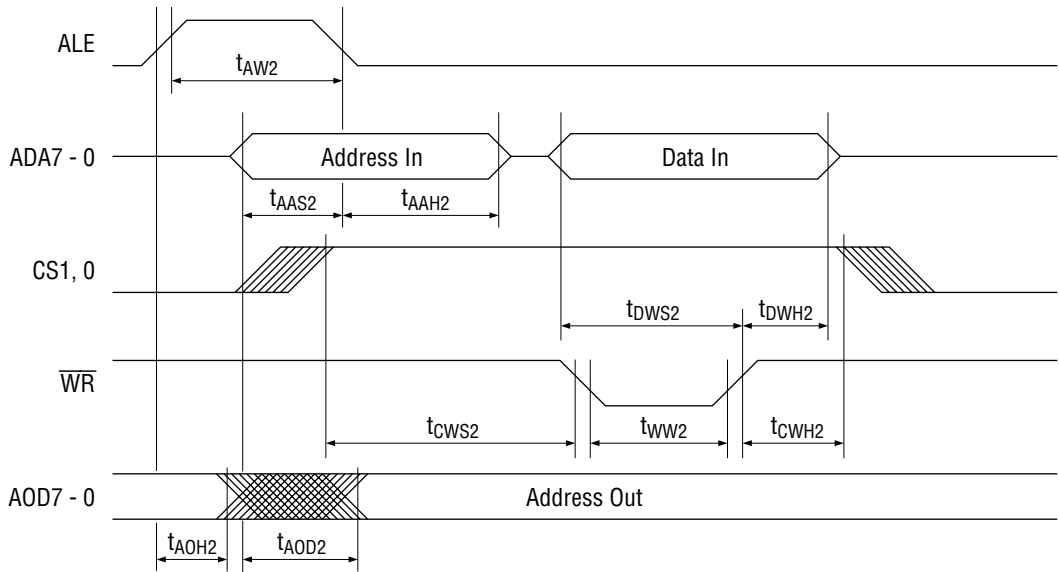 ALE
tAW2
ADA7 - 0
Address In
Data In
tAAS2
tAAH2
CS1, 0
tDWS2
tDWH2
W̅R̅
tCWS2
tWW2
tCWH2
AOD7 - 0
Address Out
tAOH2
tAOD2